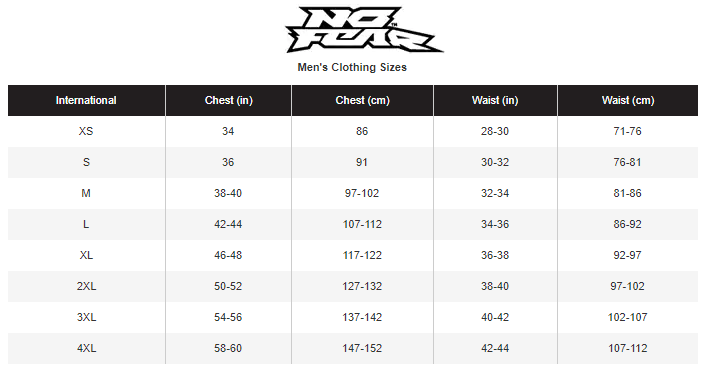 NO
FEAR™
Men's Clothing Sizes
International Chest (in) Chest (cm) Waist (in) Waist (cm)
XS 34 86 28-30 71-76
S 36 91 30-32 76-81
M 38-40 97-102 32-34 81-86
L 42-44 107-112 34-36 86-92
XL 46-48 117-122 36-38 92-97
2XL 50-52 127-132 38-40 97-102
3XL 54-56 137-142 40-42 102-107
4XL 58-60 147-152 42-44 107-112